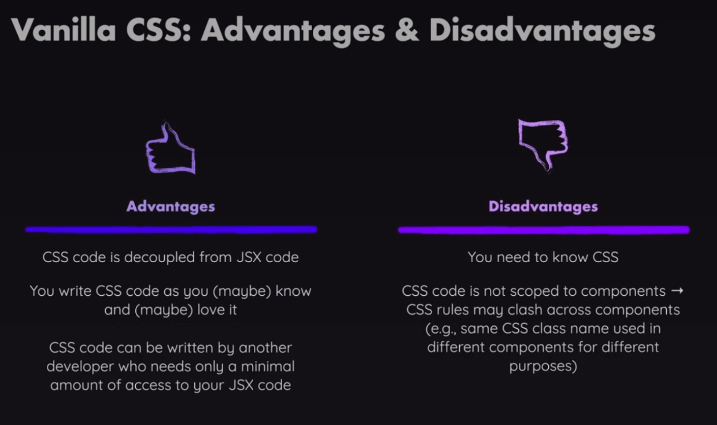 Vanilla CSS: Advantages & Disadvantages
Advantages
CSS code is decoupled from JSX code
You write CSS code as you (maybe) know
and (maybe) love it
CSS code can be written by another
developer who needs only a minimal
amount of access to your JSX code
Disadvantages
You need to know CSS
CSS code is not scoped to components →
CSS rules may clash across components
(e.g., same CSS class name used in
different components for different
purposes)